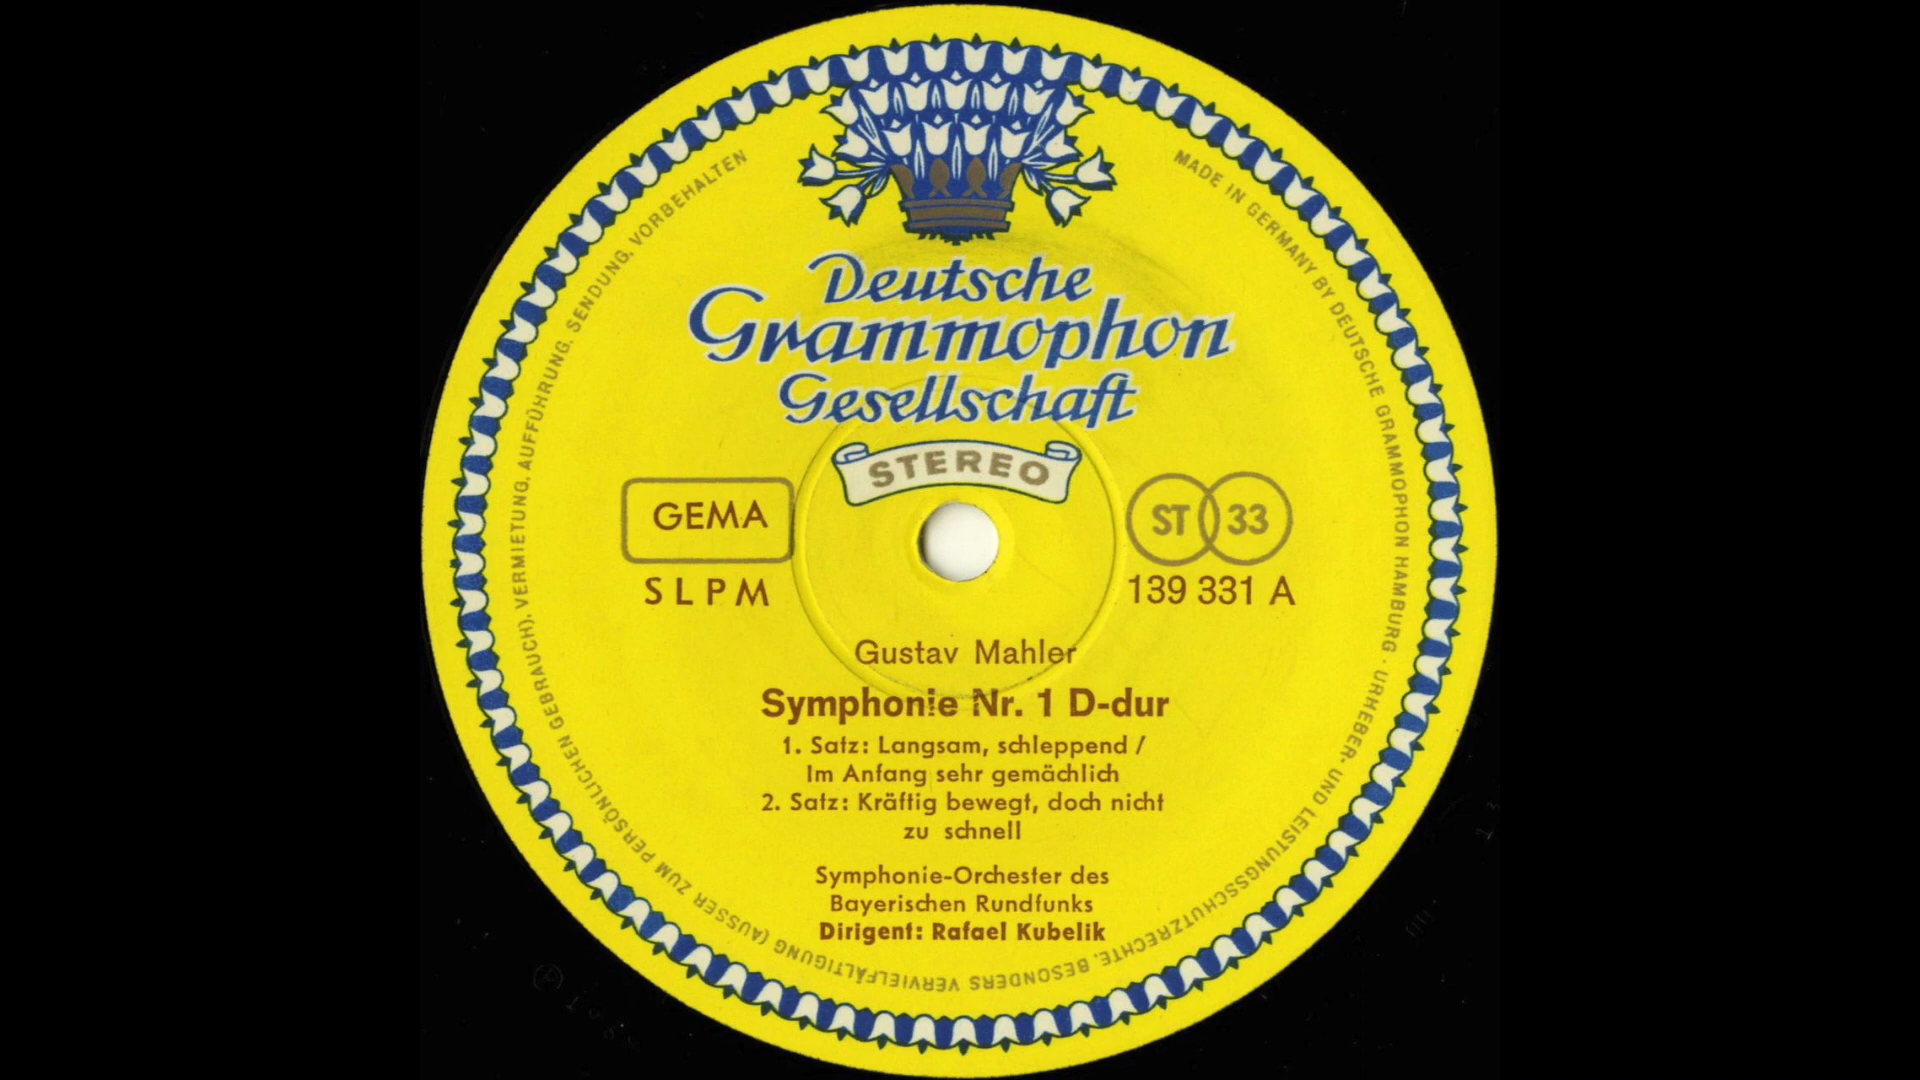 Deutsche
Grammophon
Gesellschaft
STEREO
GEMA
SLPM
ST 33
139 331 A
Gustav Mahler
Symphonie Nr. 1 D-dur
1. Satz: Langsam, schleppend /
Im Anfang sehr gemächlich
2. Satz: Kräftig bewegt, doch nicht
zu schnell
Symphonie-Orchester des
Bayerischen Rundfunks
Dirigent: Rafael Kubelik
MADE IN GERMANY BY DEUTSCHE GRAMMOPHON HAMBURG · URHEBER- UND LEISTUNGSSCHUTZRECHTE, BESONDERS VERVIELFÄLTIGUNG (AUSSER ZUM PERSÖNLICHEN GEBRAUCH), VERMIETUNG, AUFFÜHRUNG, SENDUNG, VORBEHALTEN